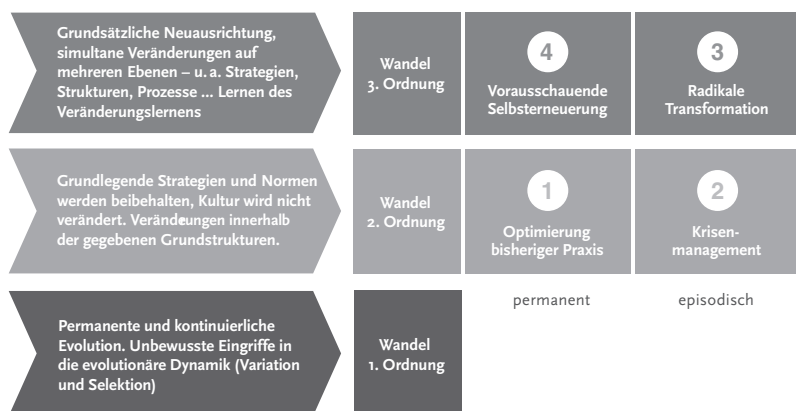 Grundsätzliche Neuausrichtung,
simultane Veränderungen auf
mehreren Ebenen – u. a. Strategien,
Strukturen, Prozesse ... Lernen des
Veränderungslernens
Wandel
3. Ordnung
4
Vorausschauende
Selbsterneuerung
3
Radikale
Transformation
Grundlegende Strategien und Normen
werden beibehalten, Kultur wird nicht
verändert. Veränderungen innerhalb
der gegebenen Grundstrukturen.
Wandel
2. Ordnung
1
Optimierung
bisheriger Praxis
2
Krisen-
management
permanent
episodisch
Permanente und kontinuierliche
Evolution. Unbewusste Eingriffe in
die evolutionäre Dynamik (Variation
und Selektion)
Wandel
1. Ordnung